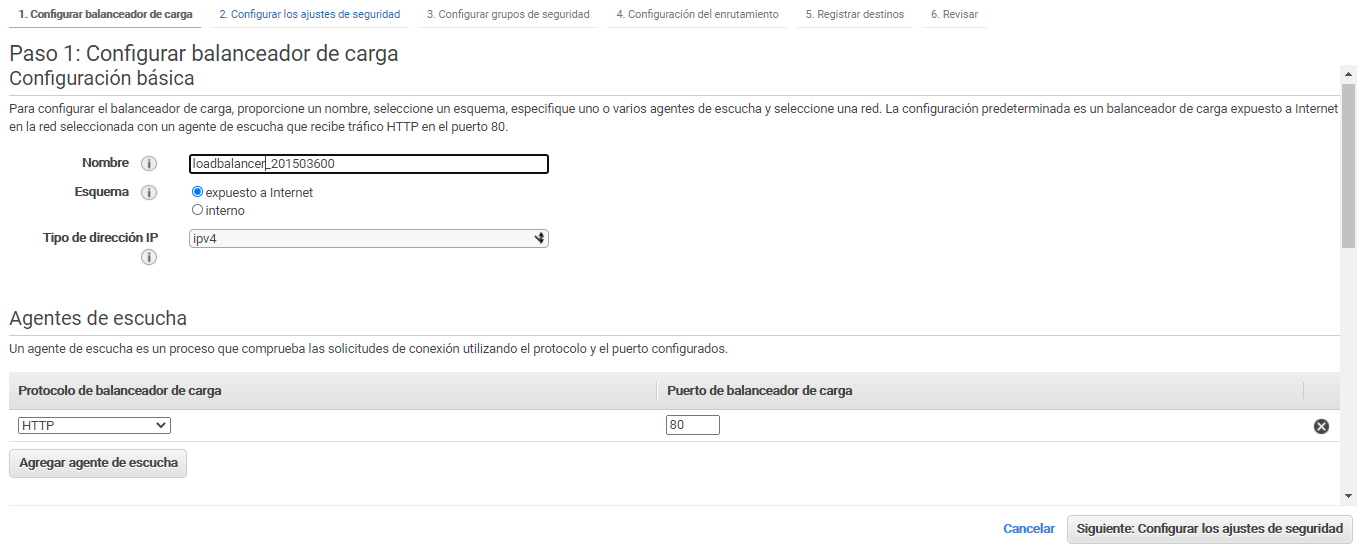 1. Configurar balanceador de carga 2. Configurar los ajustes de seguridad 3. Configurar grupos de seguridad 4. Configuración del enrutamiento 5. Registrar destinos 6. Revisar
Paso 1: Configurar balanceador de carga
Configuración básica
Para configurar el balanceador de carga, proporcione un nombre, seleccione un esquema, especifique uno o varios agentes de escucha y seleccione una red. La configuración predeterminada es un balanceador de carga expuesto a Internet
en la red seleccionada con un agente de escucha que recibe tráfico HTTP en el puerto 80.
Nombre i loadbalancer_201503600
Esquema i expuesto a Internet
interno
Tipo de dirección IP ipv4
i
Agentes de escucha
Un agente de escucha es un proceso que comprueba las solicitudes de conexión utilizando el protocolo y el puerto configurados.
Protocolo de balanceador de carga Puerto de balanceador de carga
HTTP 80
Agregar agente de escucha
Cancelar Siguiente: Configurar los ajustes de seguridad